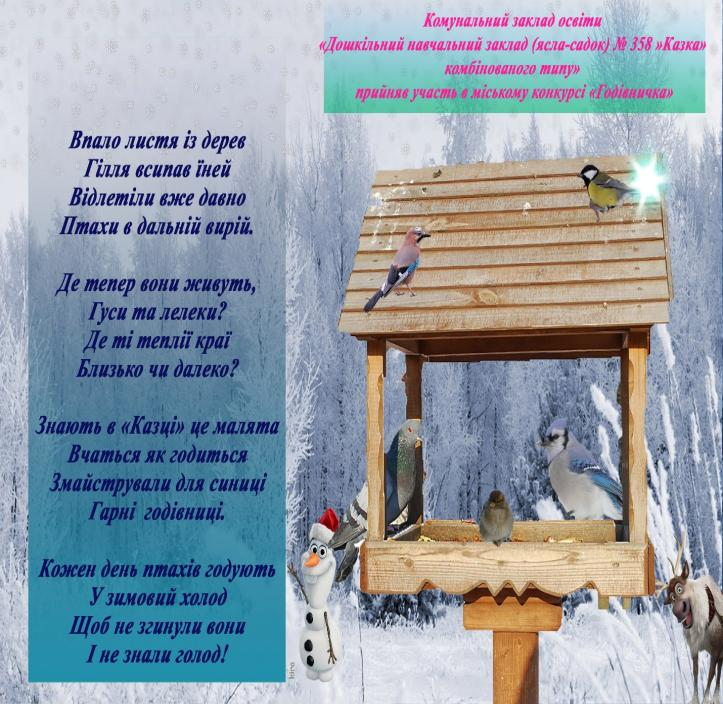 Комунальний заклад освіти
«Дошкільний навчальний заклад (ясла-садок) № 358 »Казка»
комбінованого типу»
прийняв участь в міському конкурсі «Годівничка»
Впало листя із дерев
Гілля всипав їней
Відлетіли вже давно
Птахи в дальній вирій.
Де тепер вони живуть,
Гуси та лелеки?
Де ті теплії краї
Близько чи далеко?
Знають в «Казці» це малята
Вчаться як годиться
Змайстрували для синиці
Гарні годівниці.
Кожен день птахів годують
У зимовий холод
Щоб не згинули вони
І не знали голод!